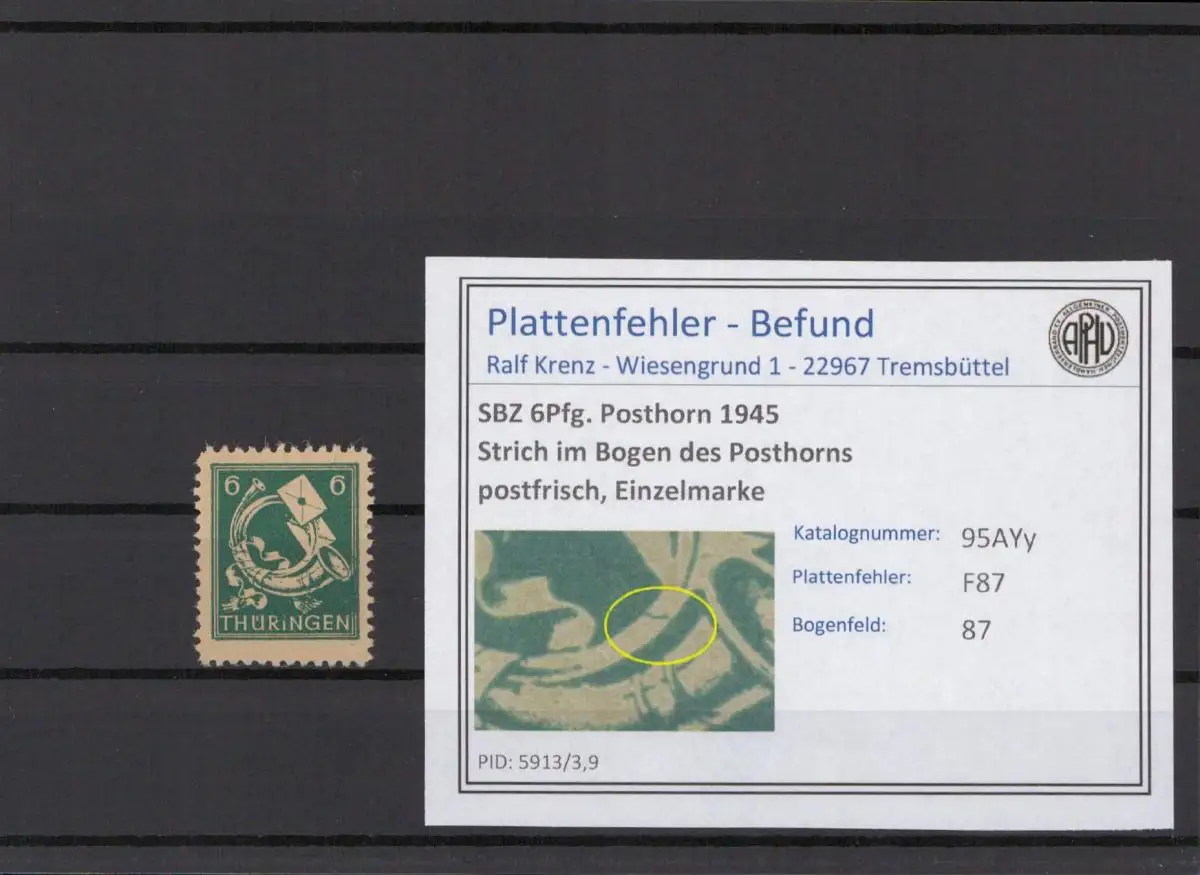 6 6
THÜRINGEN
Plattenfehler - Befund
Ralf Krenz - Wiesengrund 1 - 22967 Tremsbüttel
APHV
SBZ 6Pfg. Posthorn 1945
Strich im Bogen des Posthorns
postfrisch, Einzelmarke
Katalognummer: 95AYy
Plattenfehler: F87
Bogenfeld: 87
PID: 5913/3,9